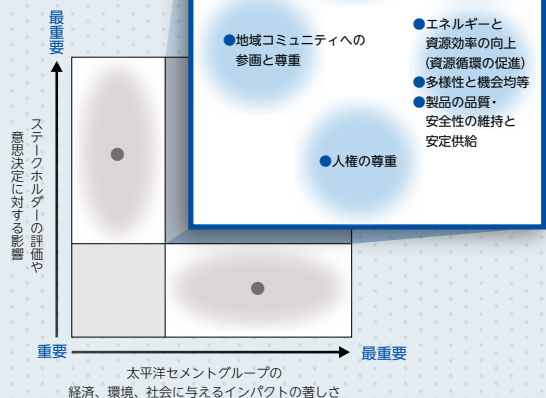 最重要
●地域コミュニティへの
参画と尊重
●エネルギーと
資源効率の向上
(資源循環の促進)
●多様性と機会均等
●製品の品質・
安全性の維持と
安定供給
●人権の尊重
ステークホルダーの評価や
意思決定に対する影響
重要
最重要
太平洋セメントグループの
経済、環境、社会に与えるインパクトの著しさ